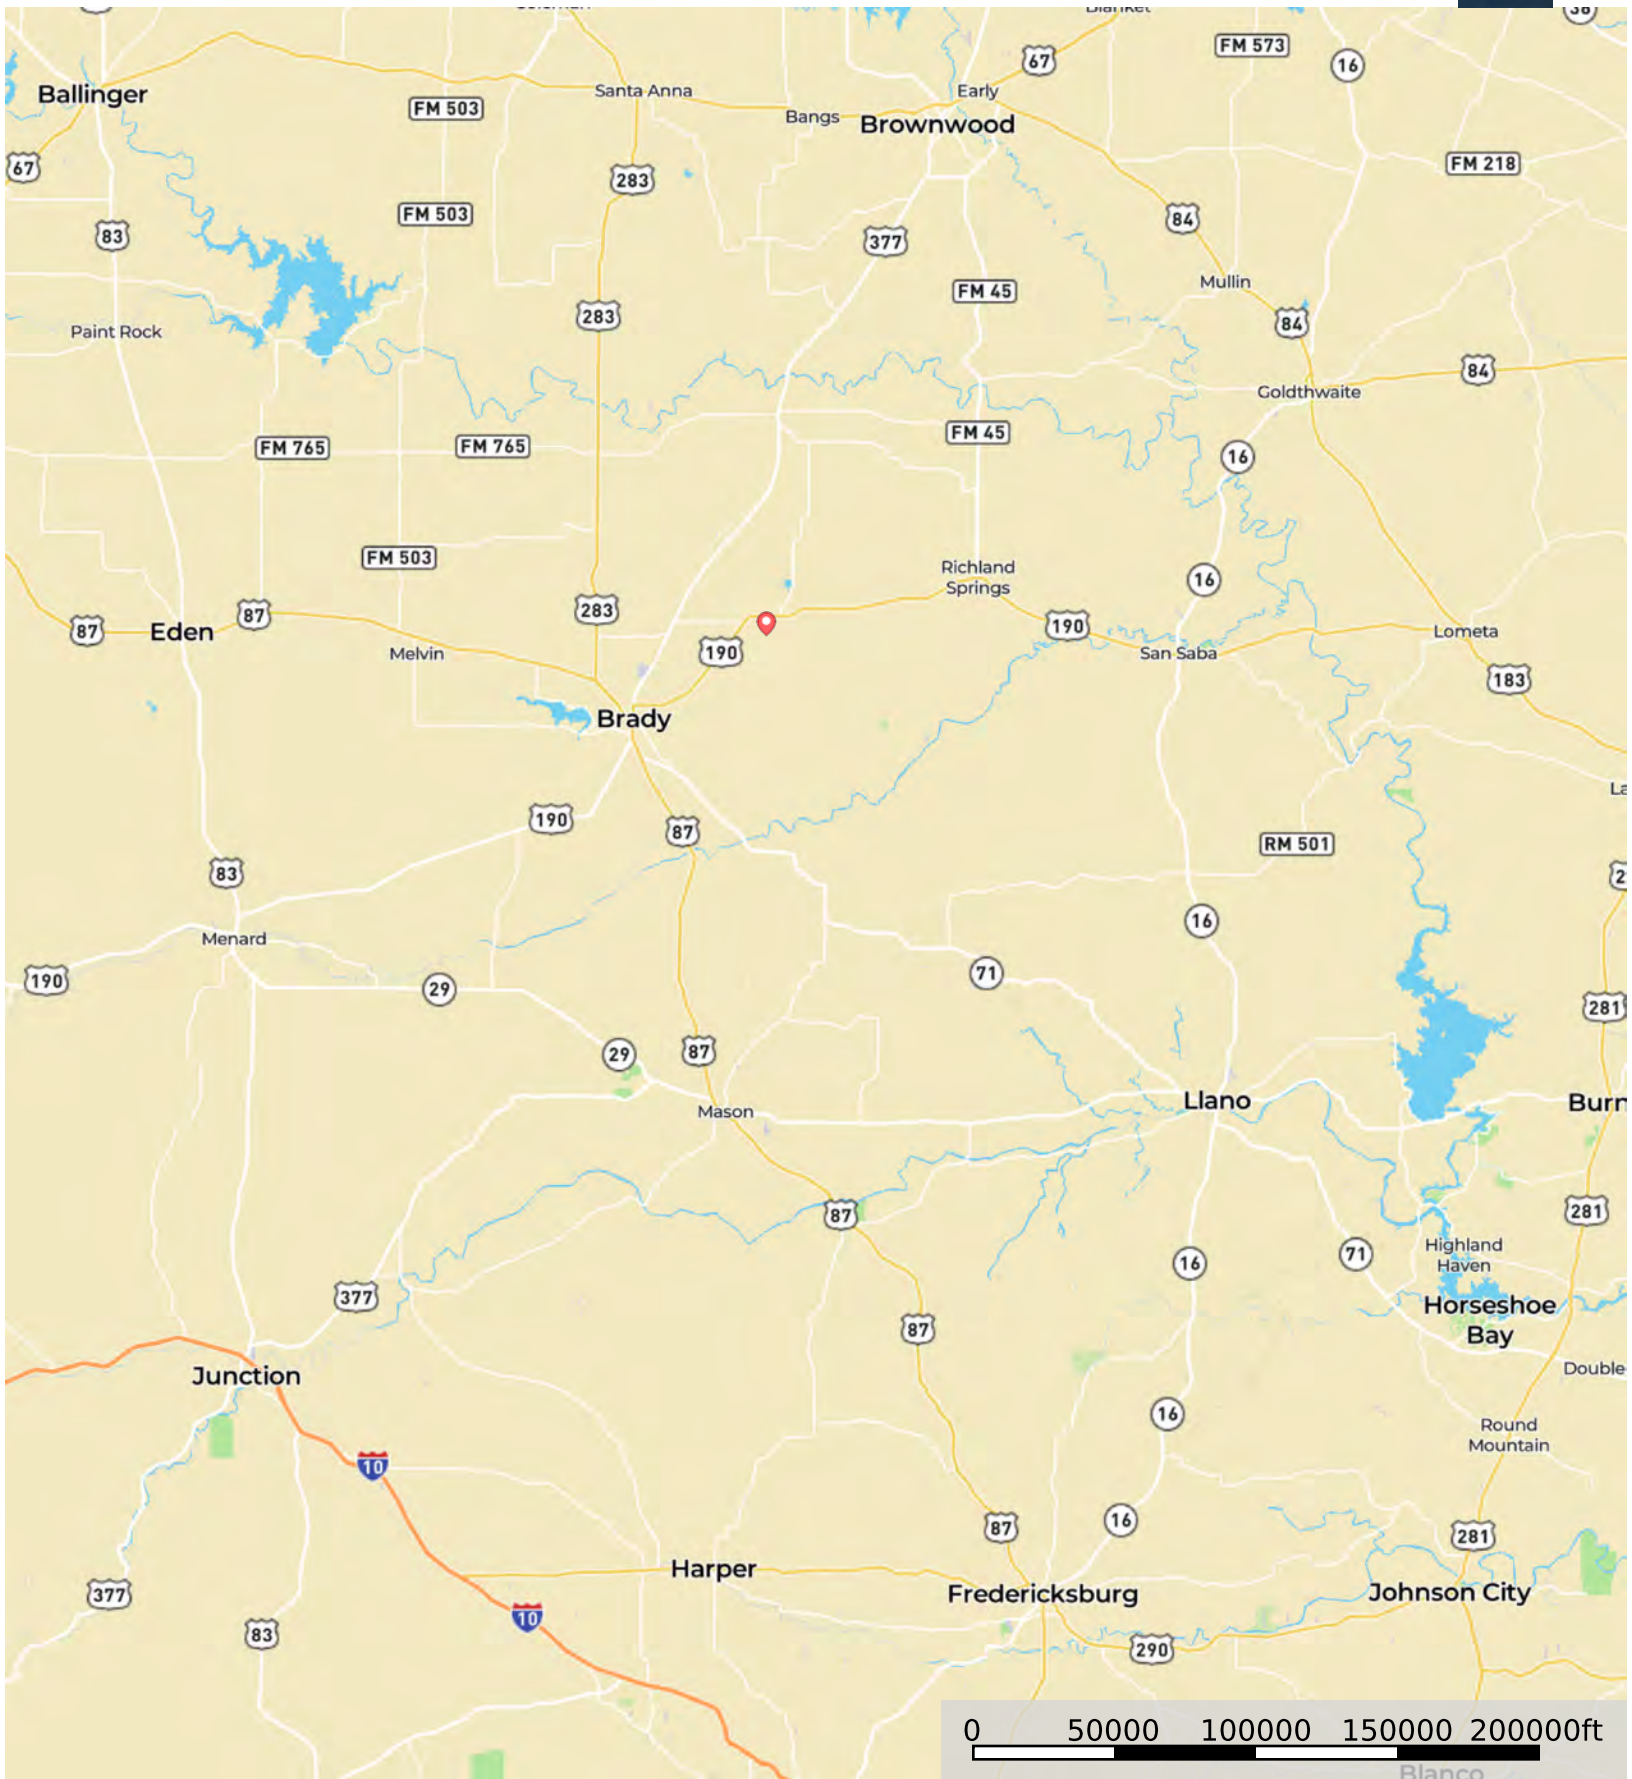 38
Ballinger
FM 503
Santa Anna
Bangs
Early
Brownwood
67
FM 573
16
67
283
FM 218
83
FM 503
377
84
FM 45
Mullin
Paint Rock
283
84
84
Goldthwaite
FM 765
FM 765
FM 45
16
FM 503
Richland
Springs
16
87
Eden
87
283
Melvin
190
190
San Saba
Lometa
183
Brady
190
87
RM 501
83
Menard
16
190
29
71
281
29
87
Mason
Llano
Burn
87
281
16
71
Highland
Haven
377
Horseshoe
Bay
87
Junction
Double
16
Round
Mountain
10
87
16
281
Harper
377
Fredericksburg
Johnson City
10
83
290
0 50000 100000 150000 200000ft
Blanco